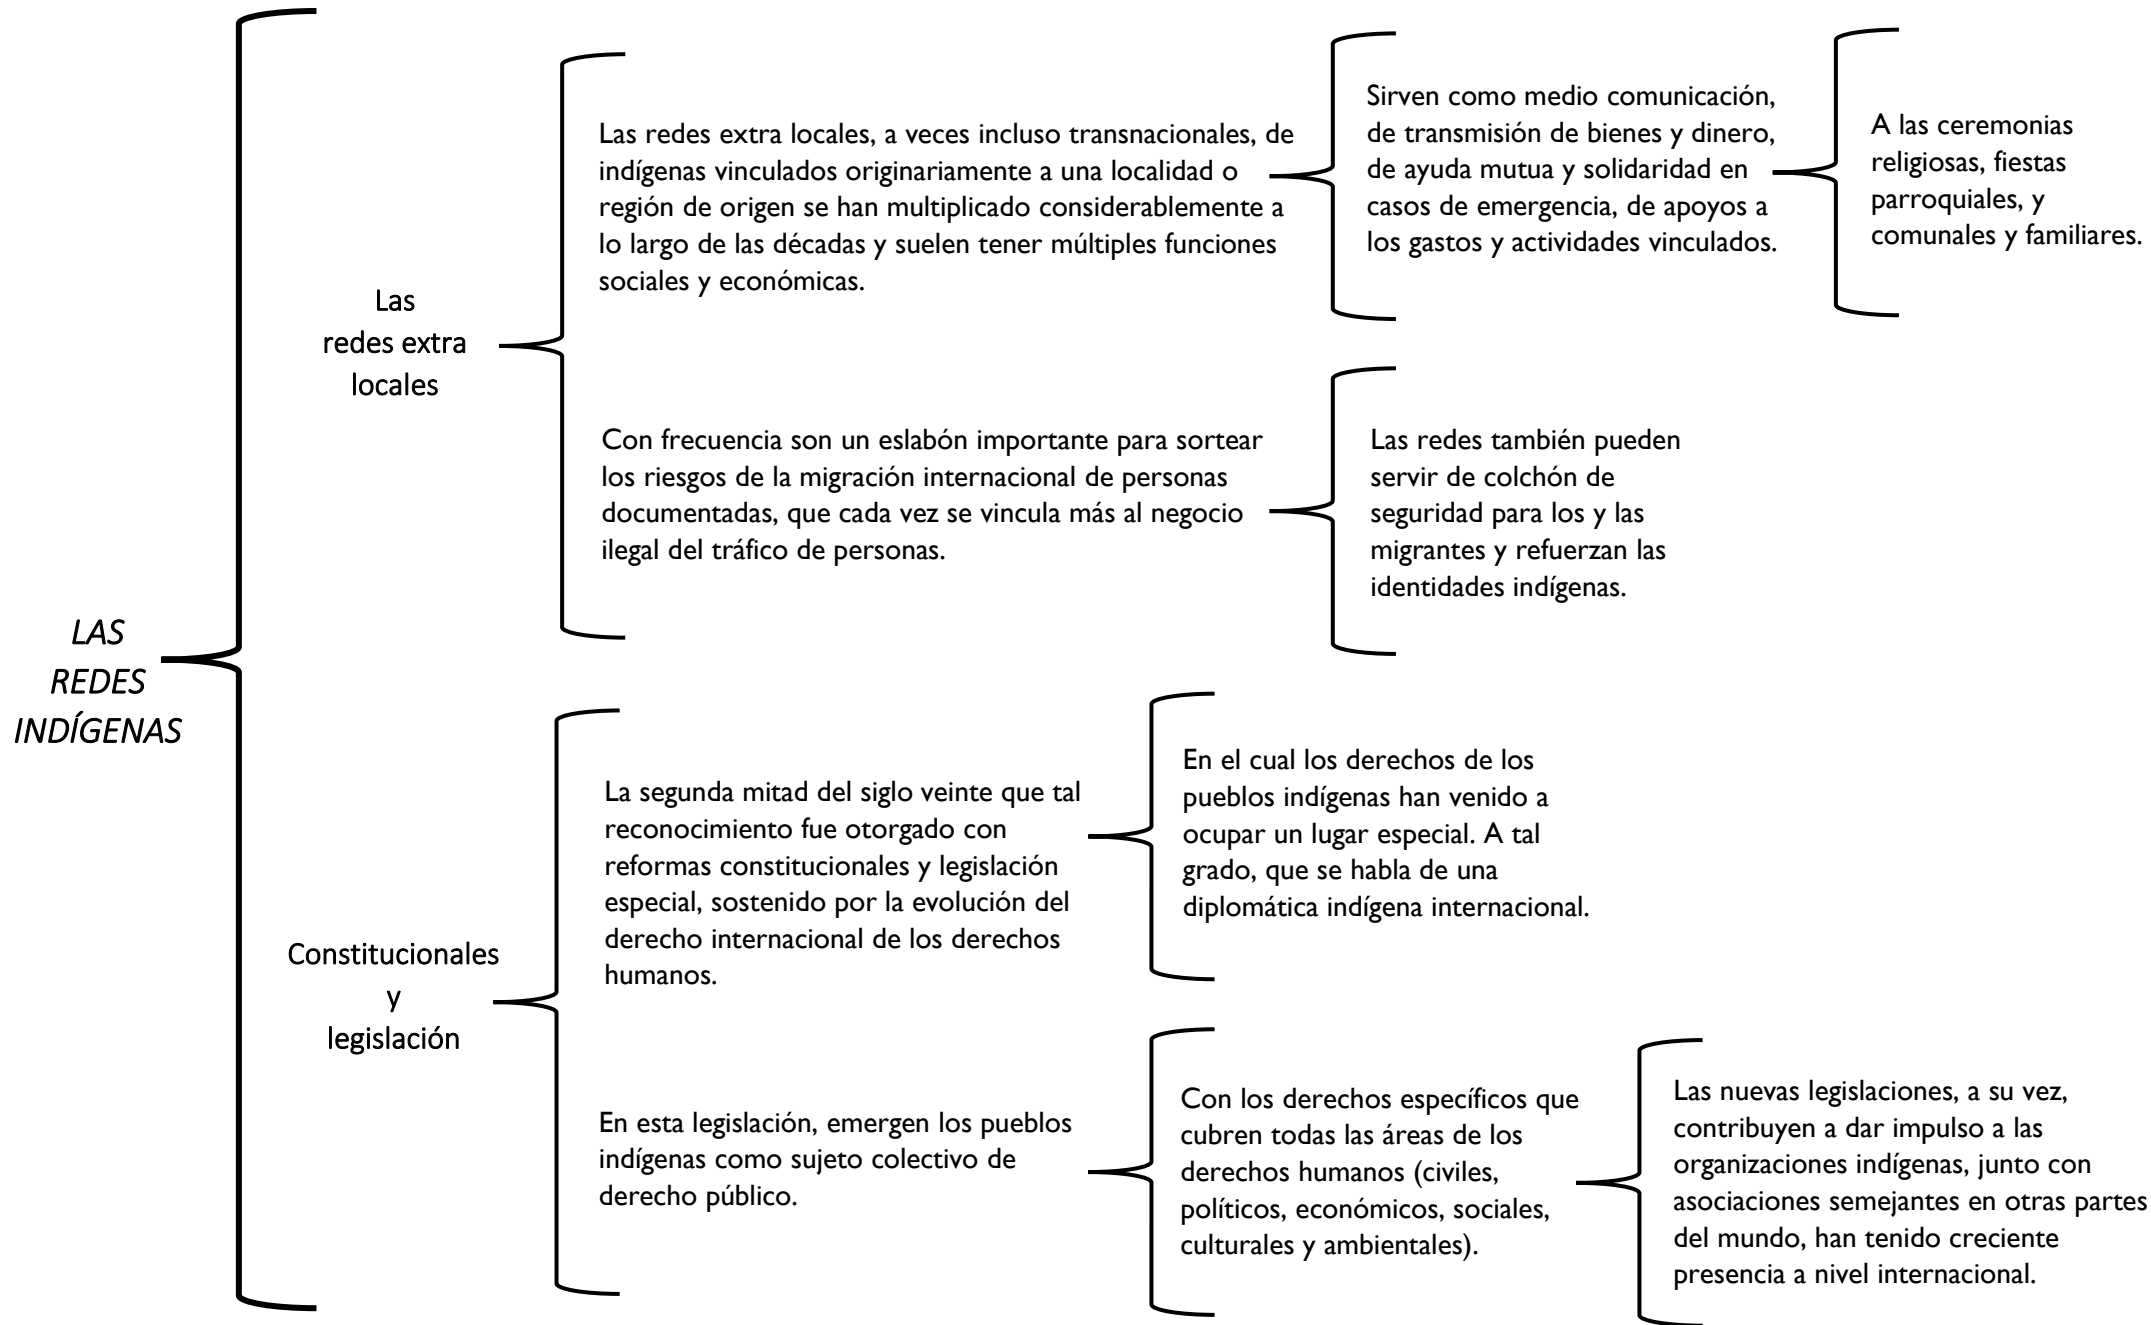 LAS
REDES
INDÍGENAS
Las
redes extra
locales
Las redes extra locales, a veces incluso transnacionales, de
indígenas vinculados originariamente a una localidad o
región de origen se han multiplicado considerablemente a
lo largo de las décadas y suelen tener múltiples funciones
sociales y económicas.
Sirven como medio comunicación,
de transmisión de bienes y dinero,
de ayuda mutua y solidaridad en
casos de emergencia, de apoyos a
los gastos y actividades vinculados.
A las ceremonias
religiosas, fiestas
parroquiales, y
comunales y familiares.
Con frecuencia son un eslabón importante para sortear
los riesgos de la migración internacional de personas
documentadas, que cada vez se vincula más al negocio
ilegal del tráfico de personas.
Las redes también pueden
servir de colchón de
seguridad para los y las
migrantes y refuerzan las
identidades indígenas.
Constitucionales
y
legislación
La segunda mitad del siglo veinte que tal
reconocimiento fue otorgado con
reformas constitucionales y legislación
especial, sostenido por la evolución del
derecho internacional de los derechos
humanos.
En el cual los derechos de los
pueblos indígenas han venido a
ocupar un lugar especial. A tal
grado, que se habla de una
diplomática indígena internacional.
En esta legislación, emergen los pueblos
indígenas como sujeto colectivo de
derecho público.
Con los derechos específicos que
cubren todas las áreas de los
derechos humanos (civiles,
políticos, económicos, sociales,
culturales y ambientales).
Las nuevas legislaciones, a su vez,
contribuyen a dar impulso a las
organizaciones indígenas, junto con
asociaciones semejantes en otras partes
del mundo, han tenido creciente
presencia a nivel internacional.